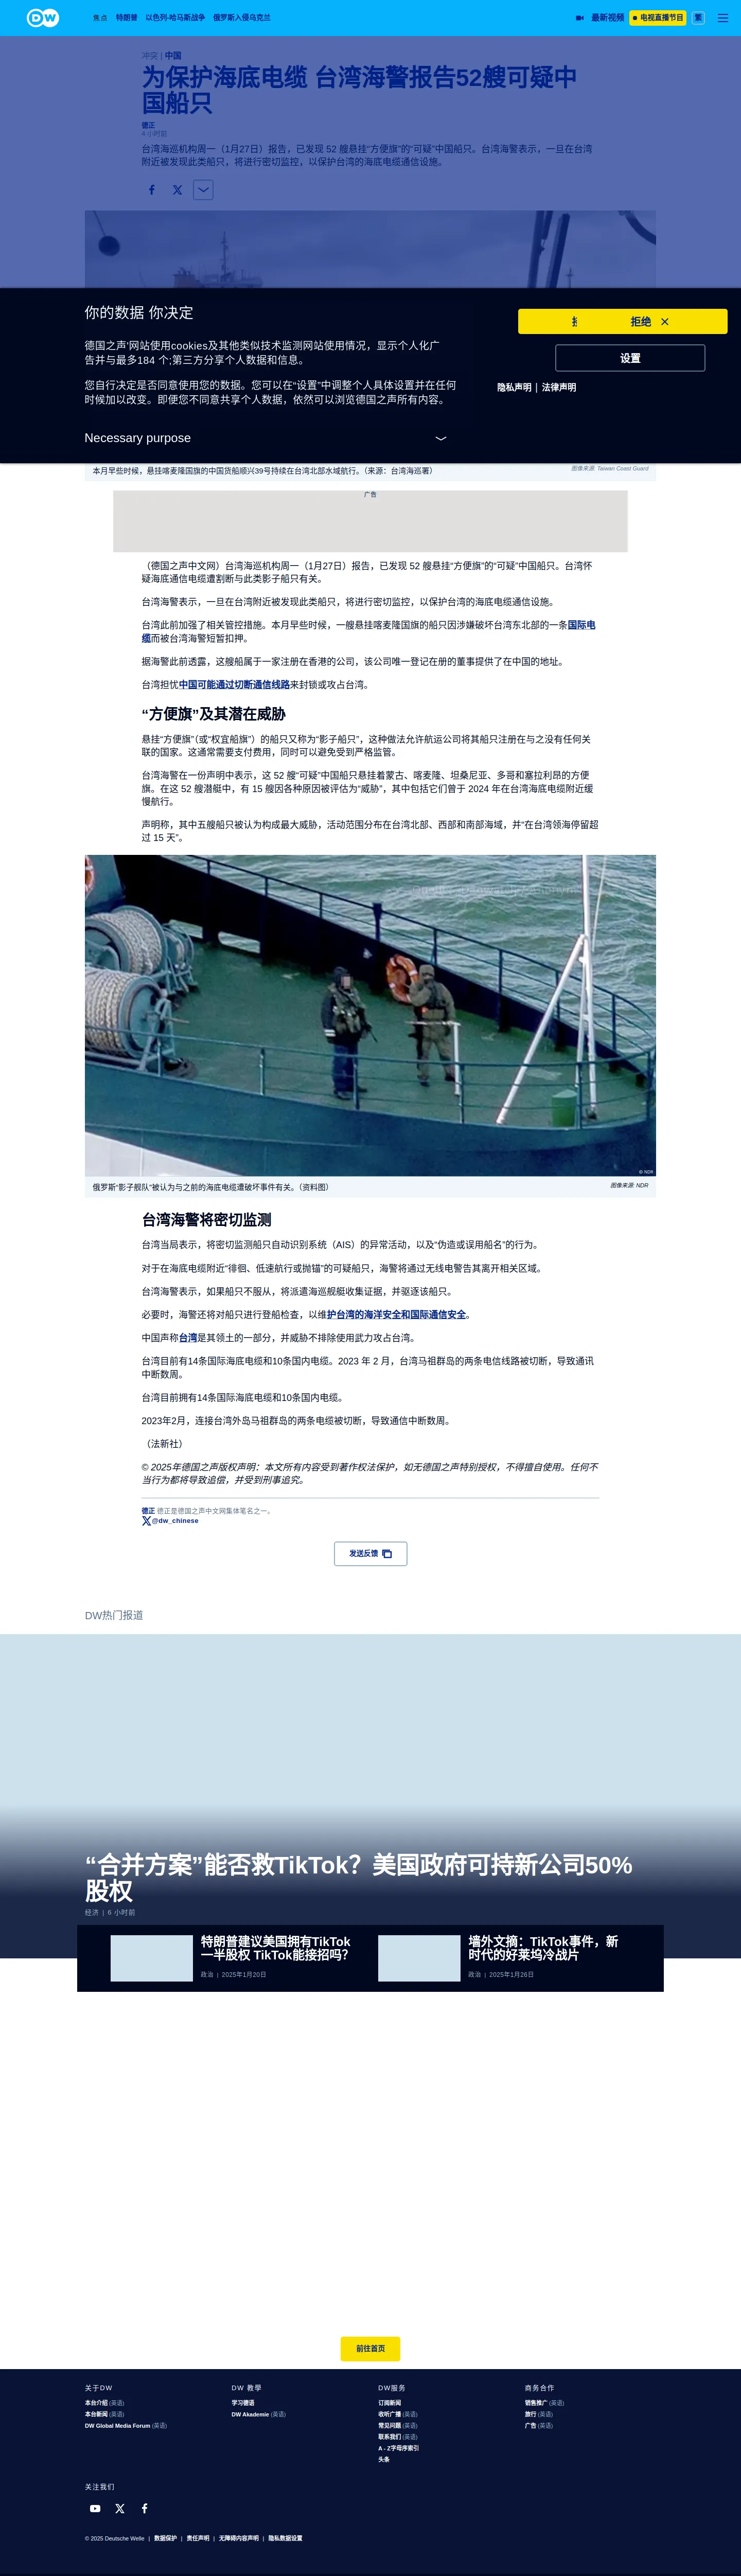 DW
焦点 特朗普 以色列-哈马斯战争 俄罗斯入侵乌克兰
最新视频 电视直播节目 繁
冲突 | 中国
为保护海底电缆 台湾海警报告52艘可疑中
国船只
德正
4 小时前
台湾海巡机构周一（1月27日）报告，已发现 52 艘悬挂“方便旗”的“可疑”中国船只。台湾海警表示，一旦在台湾
附近被发现此类船只，将进行密切监控，以保护台湾的海底电缆通信设施。
你的数据 你决定
德国之声'网站使用cookies及其他类似技术监测网站使用情况，显示个人化广
告并与最多184 个;第三方分享个人数据和信息。
您自行决定是否同意使用您的数据。您可以在“设置”中调整个人具体设置并在任何
时候加以改变。即便您不同意共享个人数据，依然可以浏览德国之声所有内容。
Necessary purpose
拒绝
设置
隐私声明 | 法律声明
本月早些时候，悬挂喀麦隆国旗的中国货船顺兴39号持续在台湾北部水域航行。（来源：台湾海巡署）
图像来源: Taiwan Coast Guard
广告
（德国之声中文网）台湾海巡机构周一（1月27日）报告，已发现 52 艘悬挂“方便旗”的“可疑”中国船只。台湾怀
疑海底通信电缆遭割断与此类影子船只有关。
台湾海警表示，一旦在台湾附近被发现此类船只，将进行密切监控，以保护台湾的海底电缆通信设施。
台湾此前加强了相关管控措施。本月早些时候，一艘悬挂喀麦隆国旗的船只因涉嫌破坏台湾东北部的一条国际电
缆而被台湾海警短暂扣押。
据海警此前透露，这艘船属于一家注册在香港的公司，该公司唯一登记在册的董事提供了在中国的地址。
台湾担忧中国可能通过切断通信线路来封锁或攻占台湾。
“方便旗”及其潜在威胁
悬挂“方便旗”（或“权宜船旗”）的船只又称为“影子船只”，这种做法允许航运公司将其船只注册在与之没有任何关
联的国家。这通常需要支付费用，同时可以避免受到严格监管。
台湾海警在一份声明中表示，这 52 艘“可疑”中国船只悬挂着蒙古、喀麦隆、坦桑尼亚、多哥和塞拉利昂的方便
旗。在这 52 艘潜艇中，有 15 艘因各种原因被评估为“威胁”，其中包括它们曾于 2024 年在台湾海底电缆附近缓
慢航行。
声明称，其中五艘船只被认为构成最大威胁，活动范围分布在台湾北部、西部和南部海域，并“在台湾领海停留超
过 15 天”。
© NDR
俄罗斯“影子舰队”被认为与之前的海底电缆遭破坏事件有关。（资料图）
图像来源: NDR
台湾海警将密切监测
台湾当局表示，将密切监测船只自动识别系统（AIS）的异常活动，以及“伪造或误用船名”的行为。
对于在海底电缆附近“徘徊、低速航行或抛锚”的可疑船只，海警将通过无线电警告其离开相关区域。
台湾海警表示，如果船只不服从，将派遣海巡舰艇收集证据，并驱逐该船只。
必要时，海警还将对船只进行登船检查，以维护台湾的海洋安全和国际通信安全。
中国声称台湾是其领土的一部分，并威胁不排除使用武力攻占台湾。
台湾目前有14条国际海底电缆和10条国内电缆。2023 年 2 月，台湾马祖群岛的两条电信线路被切断，导致通讯
中断数周。
台湾目前拥有14条国际海底电缆和10条国内电缆。
2023年2月，连接台湾外岛马祖群岛的两条电缆被切断，导致通信中断数周。
（法新社）
© 2025年德国之声版权声明：本文所有内容受到著作权法保护，如无德国之声特别授权，不得擅自使用。任何不
当行为都将导致追偿，并受到刑事追究。
德正 德正是德国之声中文网集体笔名之一。
@dw_chinese
发送反馈
DW热门报道
“合并方案”能否救TikTok？美国政府可持新公司50%
股权
经济 | 6 小时前
特朗普建议美国拥有TikTok
一半股权 TikTok能接招吗？
政治 | 2025年1月20日
墙外文摘：TikTok事件，新
时代的好莱坞冷战片
政治 | 2025年1月26日
前往首页
关于DW
本台介绍 (英语)
本台新闻 (英语)
DW Global Media Forum (英语)
DW 教學
学习德语
DW Akademie (英语)
DW服务
订阅新闻
收听广播 (英语)
常见问题 (英语)
联系我们 (英语)
A - Z字母序索引
头条
商务合作
销售推广 (英语)
旅行 (英语)
广告 (英语)
关注我们
© 2025 Deutsche Welle | 数据保护 | 责任声明 | 无障碍内容声明 | 隐私数据设置